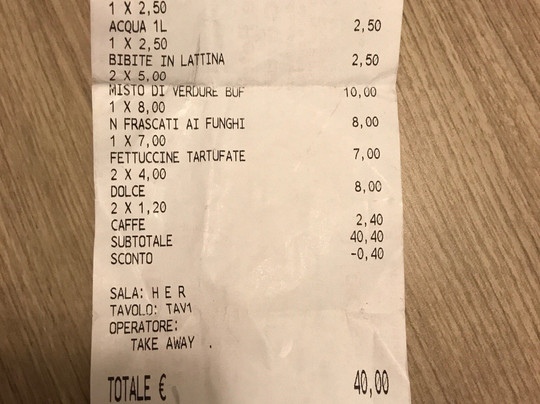 1 X 2,50
ACQUA 1L 2,50
1 X 2,50
BIBITE IN LATTINA 2,50
2 X 5,00
MISTO DI VERDURE BUF 10,00
1 X 8,00
N FRASCATI AI FUNGHI 8,00
1 X 7,00
FETTUCCINE TARTUFATE 7,00
2 X 4,00
DOLCE 8,00
2 X 1,20
CAFFE 2,40
SUBTOTALE 40,40
SCONTO -0,40
SALA: H E R
TAVOLO: TAV1
OPERATORE:
TAKE AWAY .
TOTALE € 40,00